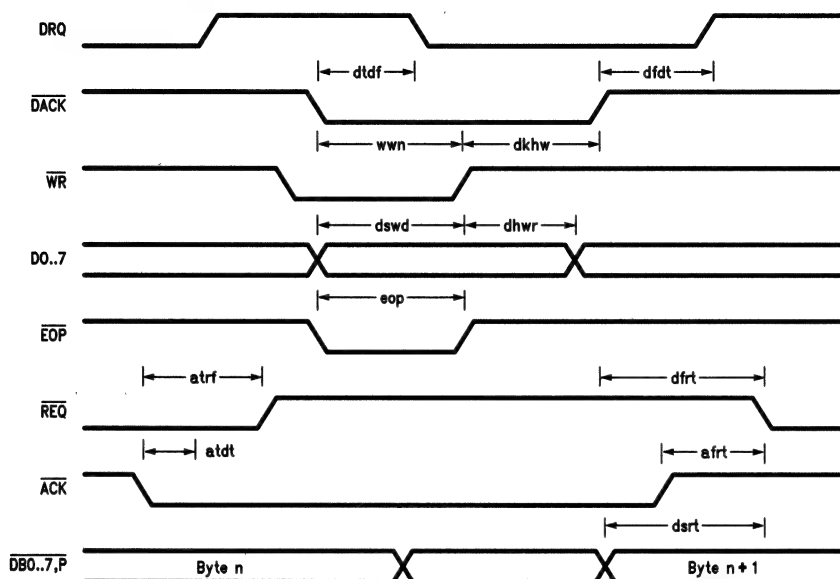 DRQ
dtdf
dfdt
DACK
wwn
dkhw
WR
dswd
dhwr
D0..7
eop
EOP
atrf
dfrt
REQ
atdt
afrt
ACK
dsrt
DB0..7,P
Byte n
Byte n+1